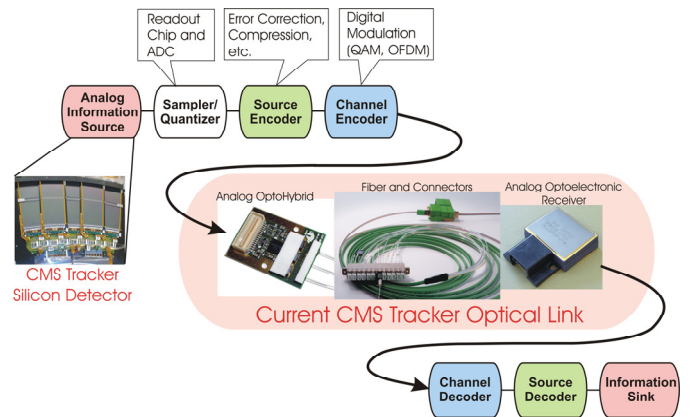 Readout
Chip and
ADC
Error Correction,
Compression,
etc.
Digital
Modulation
(QAM, OFDM)
Analog
Information
Source
Sampler/
Quantizer
Source
Encoder
Channel
Encoder
CMS Tracker
Silicon Detector
Analog OptoHybrid
Fiber and Connectors
Analog Optoelectronic
Receiver
Current CMS Tracker Optical Link
Channel
Decoder
Source
Decoder
Information
Sink